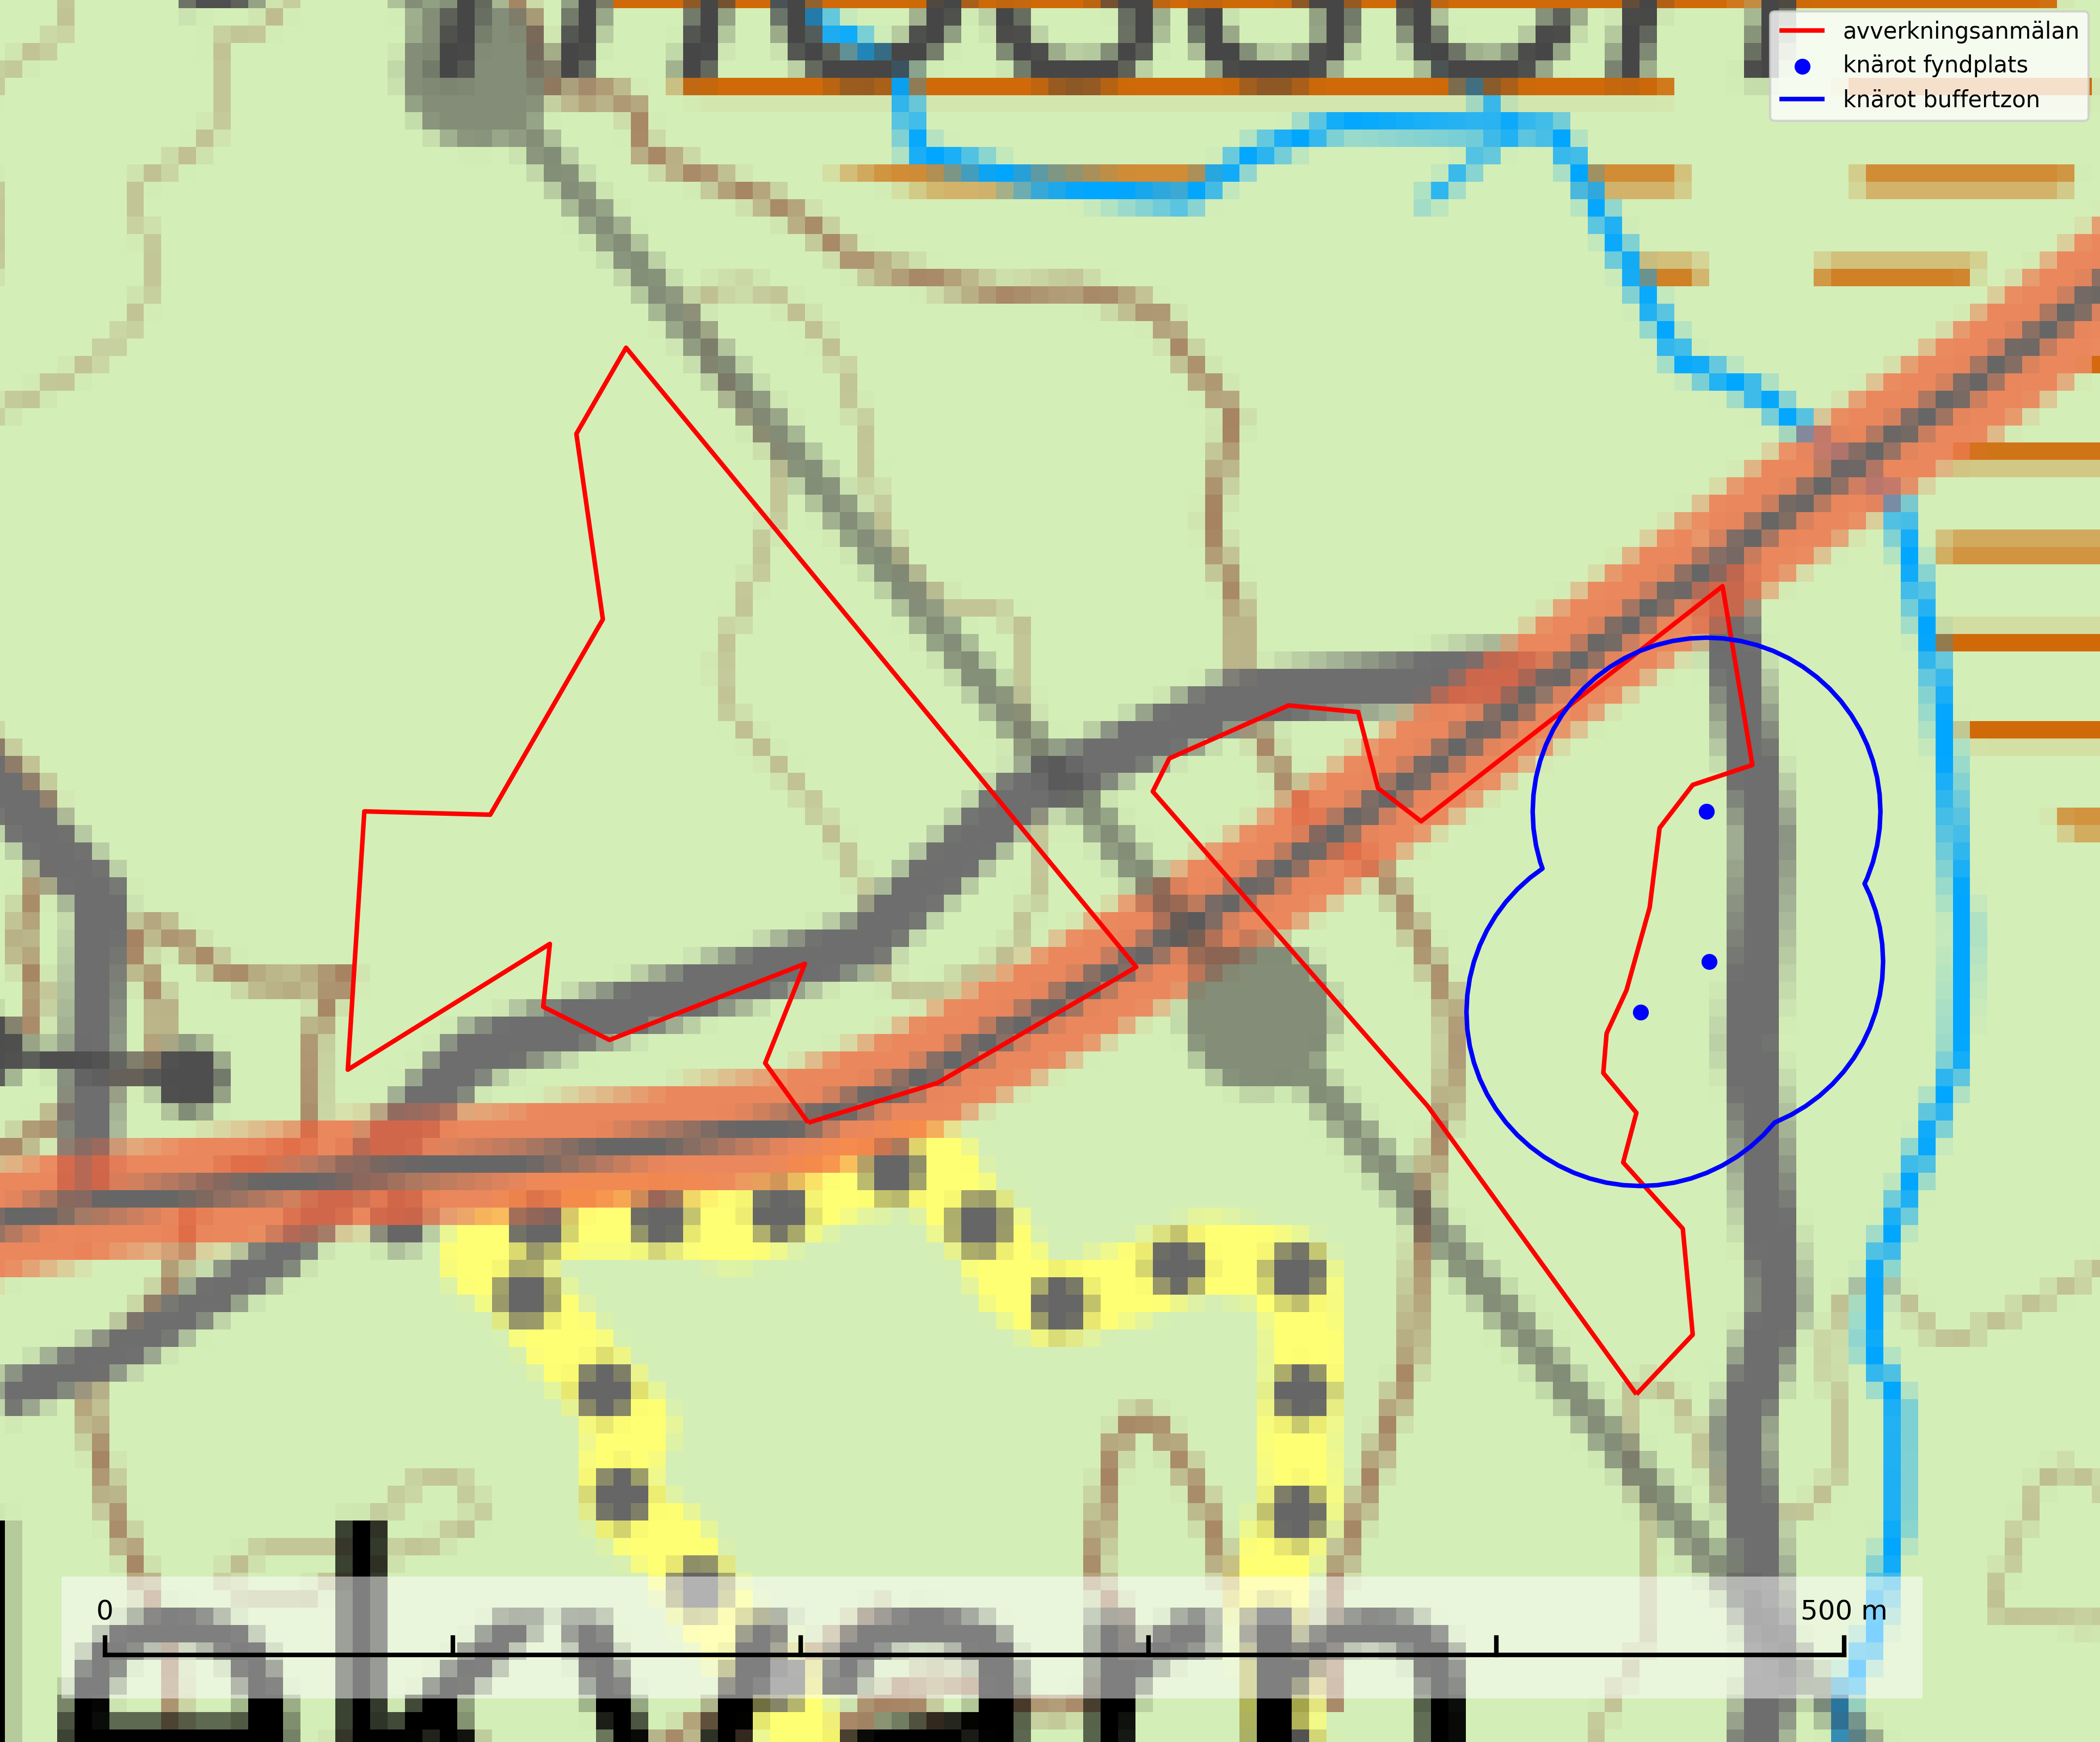 avverkningsanmälan
knärot fyndplats
knärot buffertzon
0
500 m